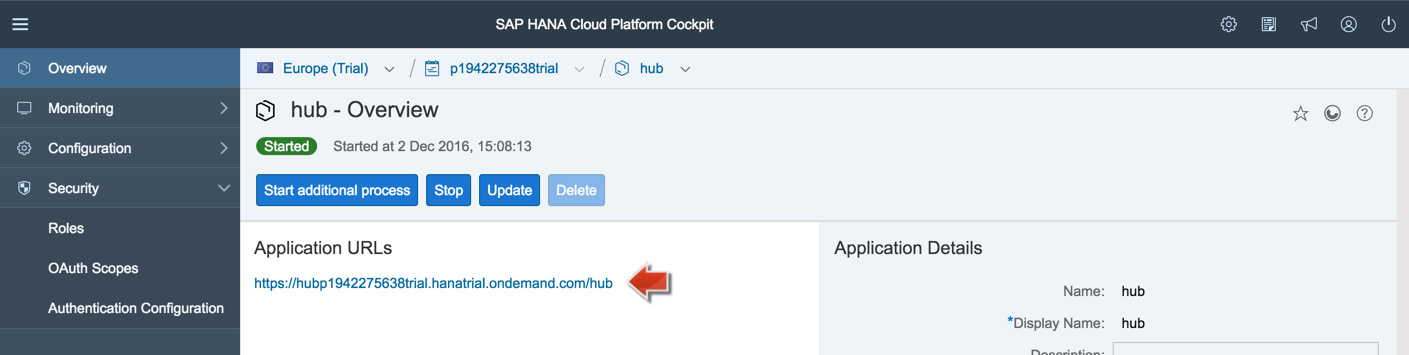 SAP HANA Cloud Platform Cockpit
Overview
Monitoring
Configuration
Security
Roles
OAuth Scopes
Authentication Configuration
Europe (Trial) / p1942275638trial / hub
hub - Overview
Started Started at 2 Dec 2016, 15:08:13
Start additional process Stop Update Delete
Application URLs
https://hubp1942275638trial.hanatrial.ondemand.com/hub
Application Details
Name: hub
*Display Name: hub
Description: